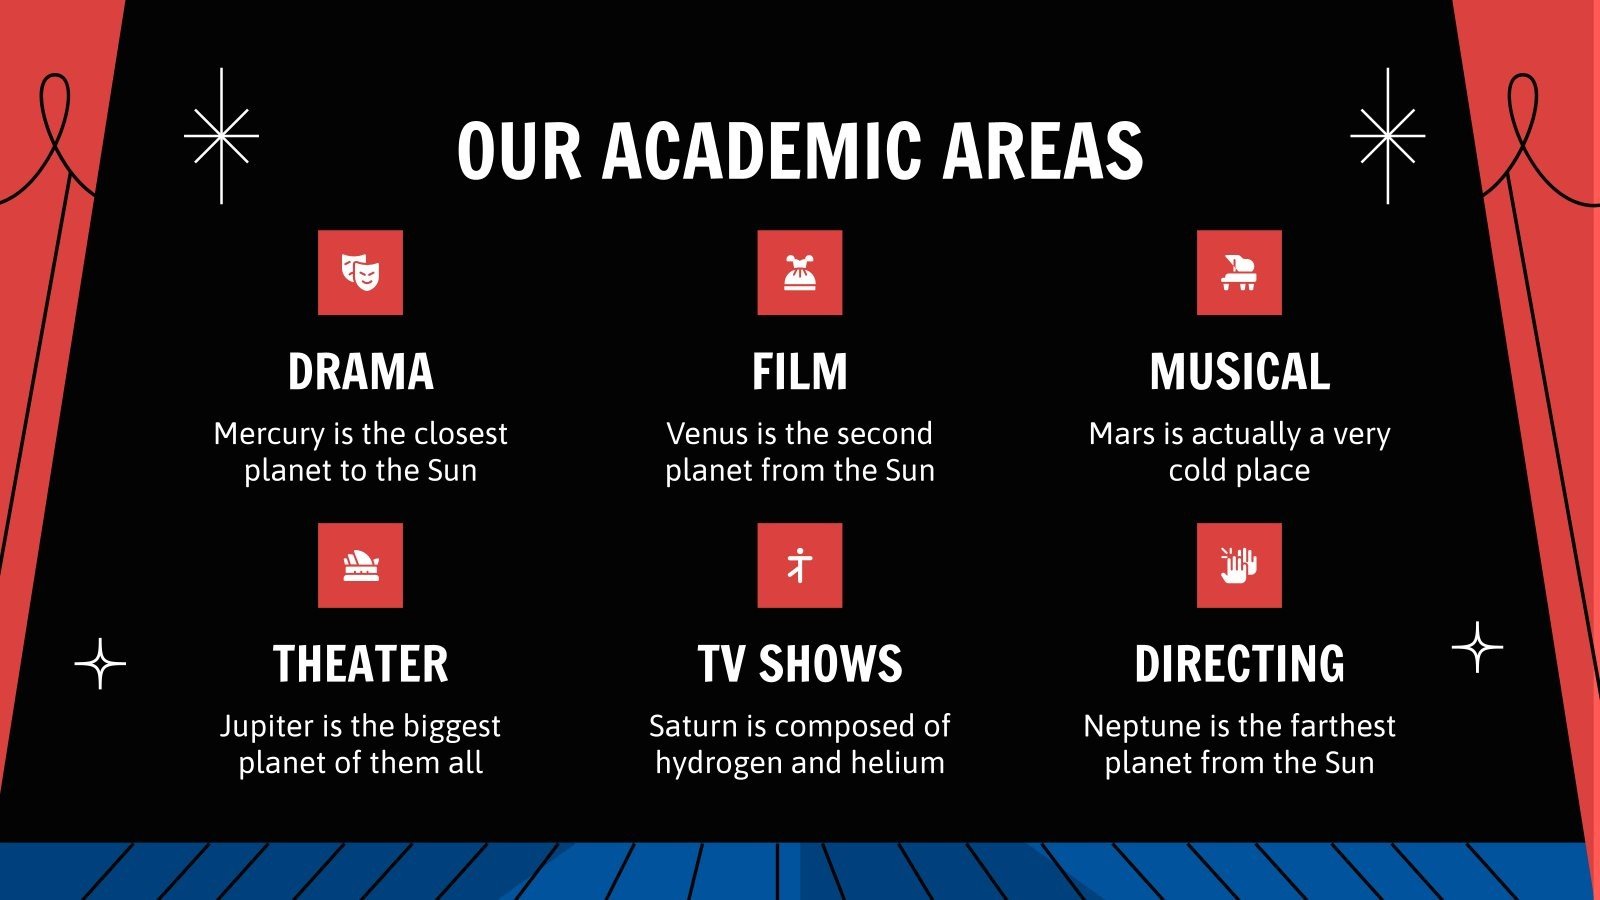 OUR ACADEMIC AREAS
DRAMA
Mercury is the closest
planet to the Sun
FILM
Venus is the second
planet from the Sun
MUSICAL
Mars is actually a very
cold place
THEATER
Jupiter is the biggest
planet of them all
TV SHOWS
Saturn is composed of
hydrogen and helium
DIRECTING
Neptune is the farthest
planet from the Sun